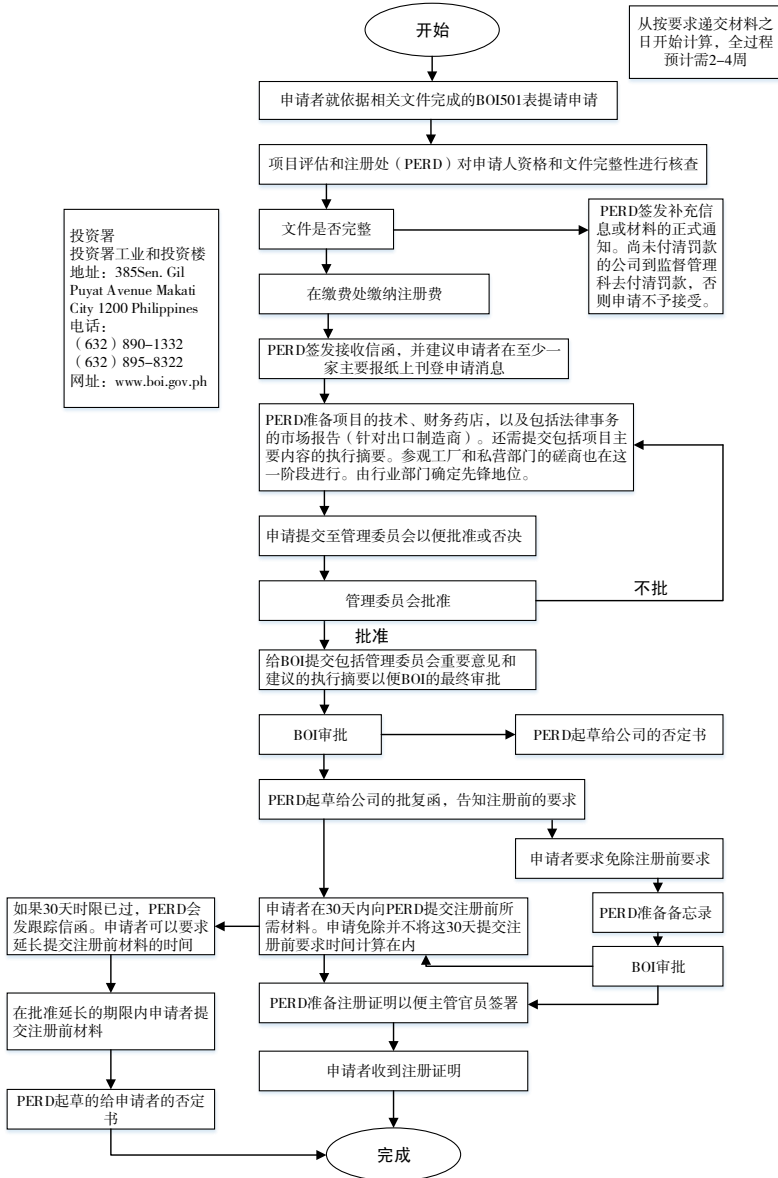 开始
从按要求递交材料之
日开始计算，全过程
预计需2–4周
申请者就依据相关文件完成的BOI501表提请申请
项目评估和注册处（PERD）对申请人资格和文件完整性进行核查
投资署
投资署工业和投资楼
地址：385Sen. Gil
Puyat Avenue Makati
City 1200 Philippines
电话：
（632）890–1332
（632）895–8322
网址：www.boi.gov.ph
文件是否完整
PERD签发补充信
息或材料的正式通
知。尚未付清罚款
的公司到监督管理
科去付清罚款，否
则申请不予接受。
在缴费处缴纳注册费
PERD签发接收信函，并建议申请者在至少一
家主要报纸上刊登申请消息
PERD准备项目的技术、财务药店，以及包括法律事务
的市场报告（针对出口制造商）。还需提交包括项目主
要内容的执行摘要。参观工厂和私营部门的磋商也在这
一阶段进行。由行业部门确定先锋地位。
申请提交至管理委员会以便批准或否决
管理委员会批准
不批
批准
给BOI提交包括管理委员会重要意见和
建议的执行摘要以便BOI的最终审批
BOI审批
PERD起草给公司的否定书
PERD起草给公司的批复函，告知注册前的要求
申请者要求免除注册前要求
如果30天时限已过，PERD会
发跟踪信函。申请者可以要求
延长提交注册前材料的时间
申请者在30天内向PERD提交注册前所
需材料。申请免除并不将这30天提交注
册前要求时间计算在内
PERD准备备忘录
BOI审批
在批准延长的期限内申请者提
交注册前材料
PERD准备注册证明以便主管官员签署
申请者收到注册证明
PERD起草的给申请者的否定
书
完成